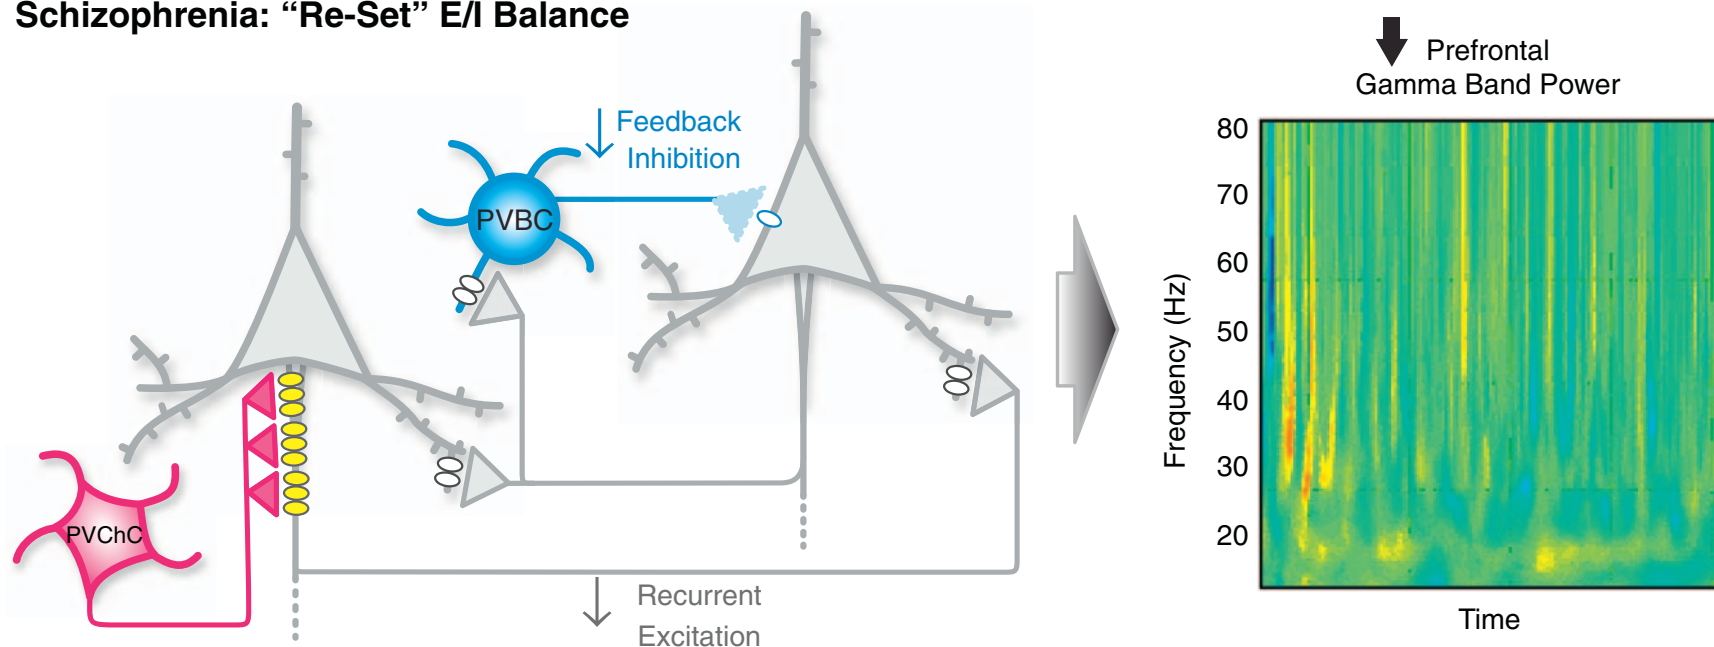 Schizophrenia: “Re-Set” E/I Balance
Feedback
Inhibition
PVBC
PVChC
Recurrent
Excitation
Prefrontal
Gamma Band Power
Frequency (Hz)
80
70
60
50
40
30
20
Time